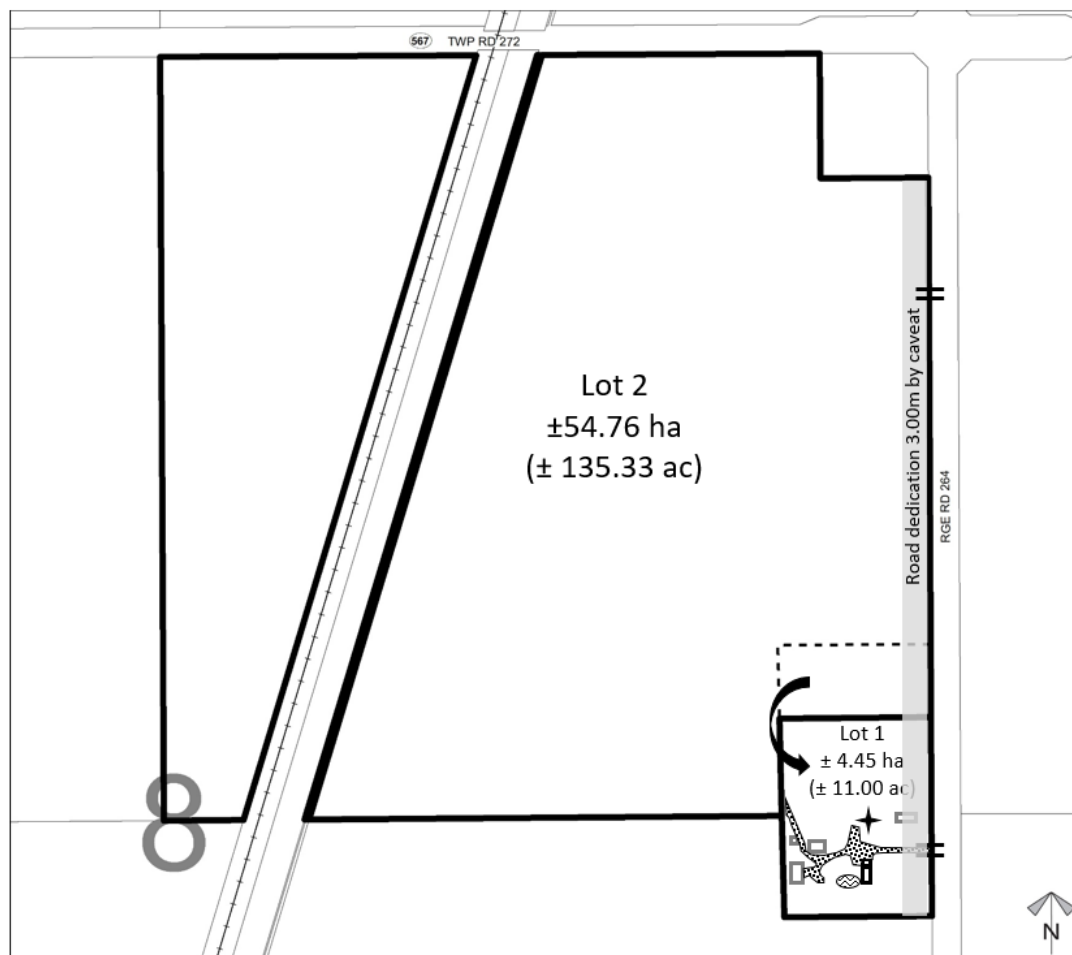 567 TWP RD 272
Lot 2
±54.76 ha
(± 135.33 ac)
Road dedication 3.00m by caveat
RGE RD 264
Lot 1
± 4.45 ha
(± 11.00 ac)
8
N